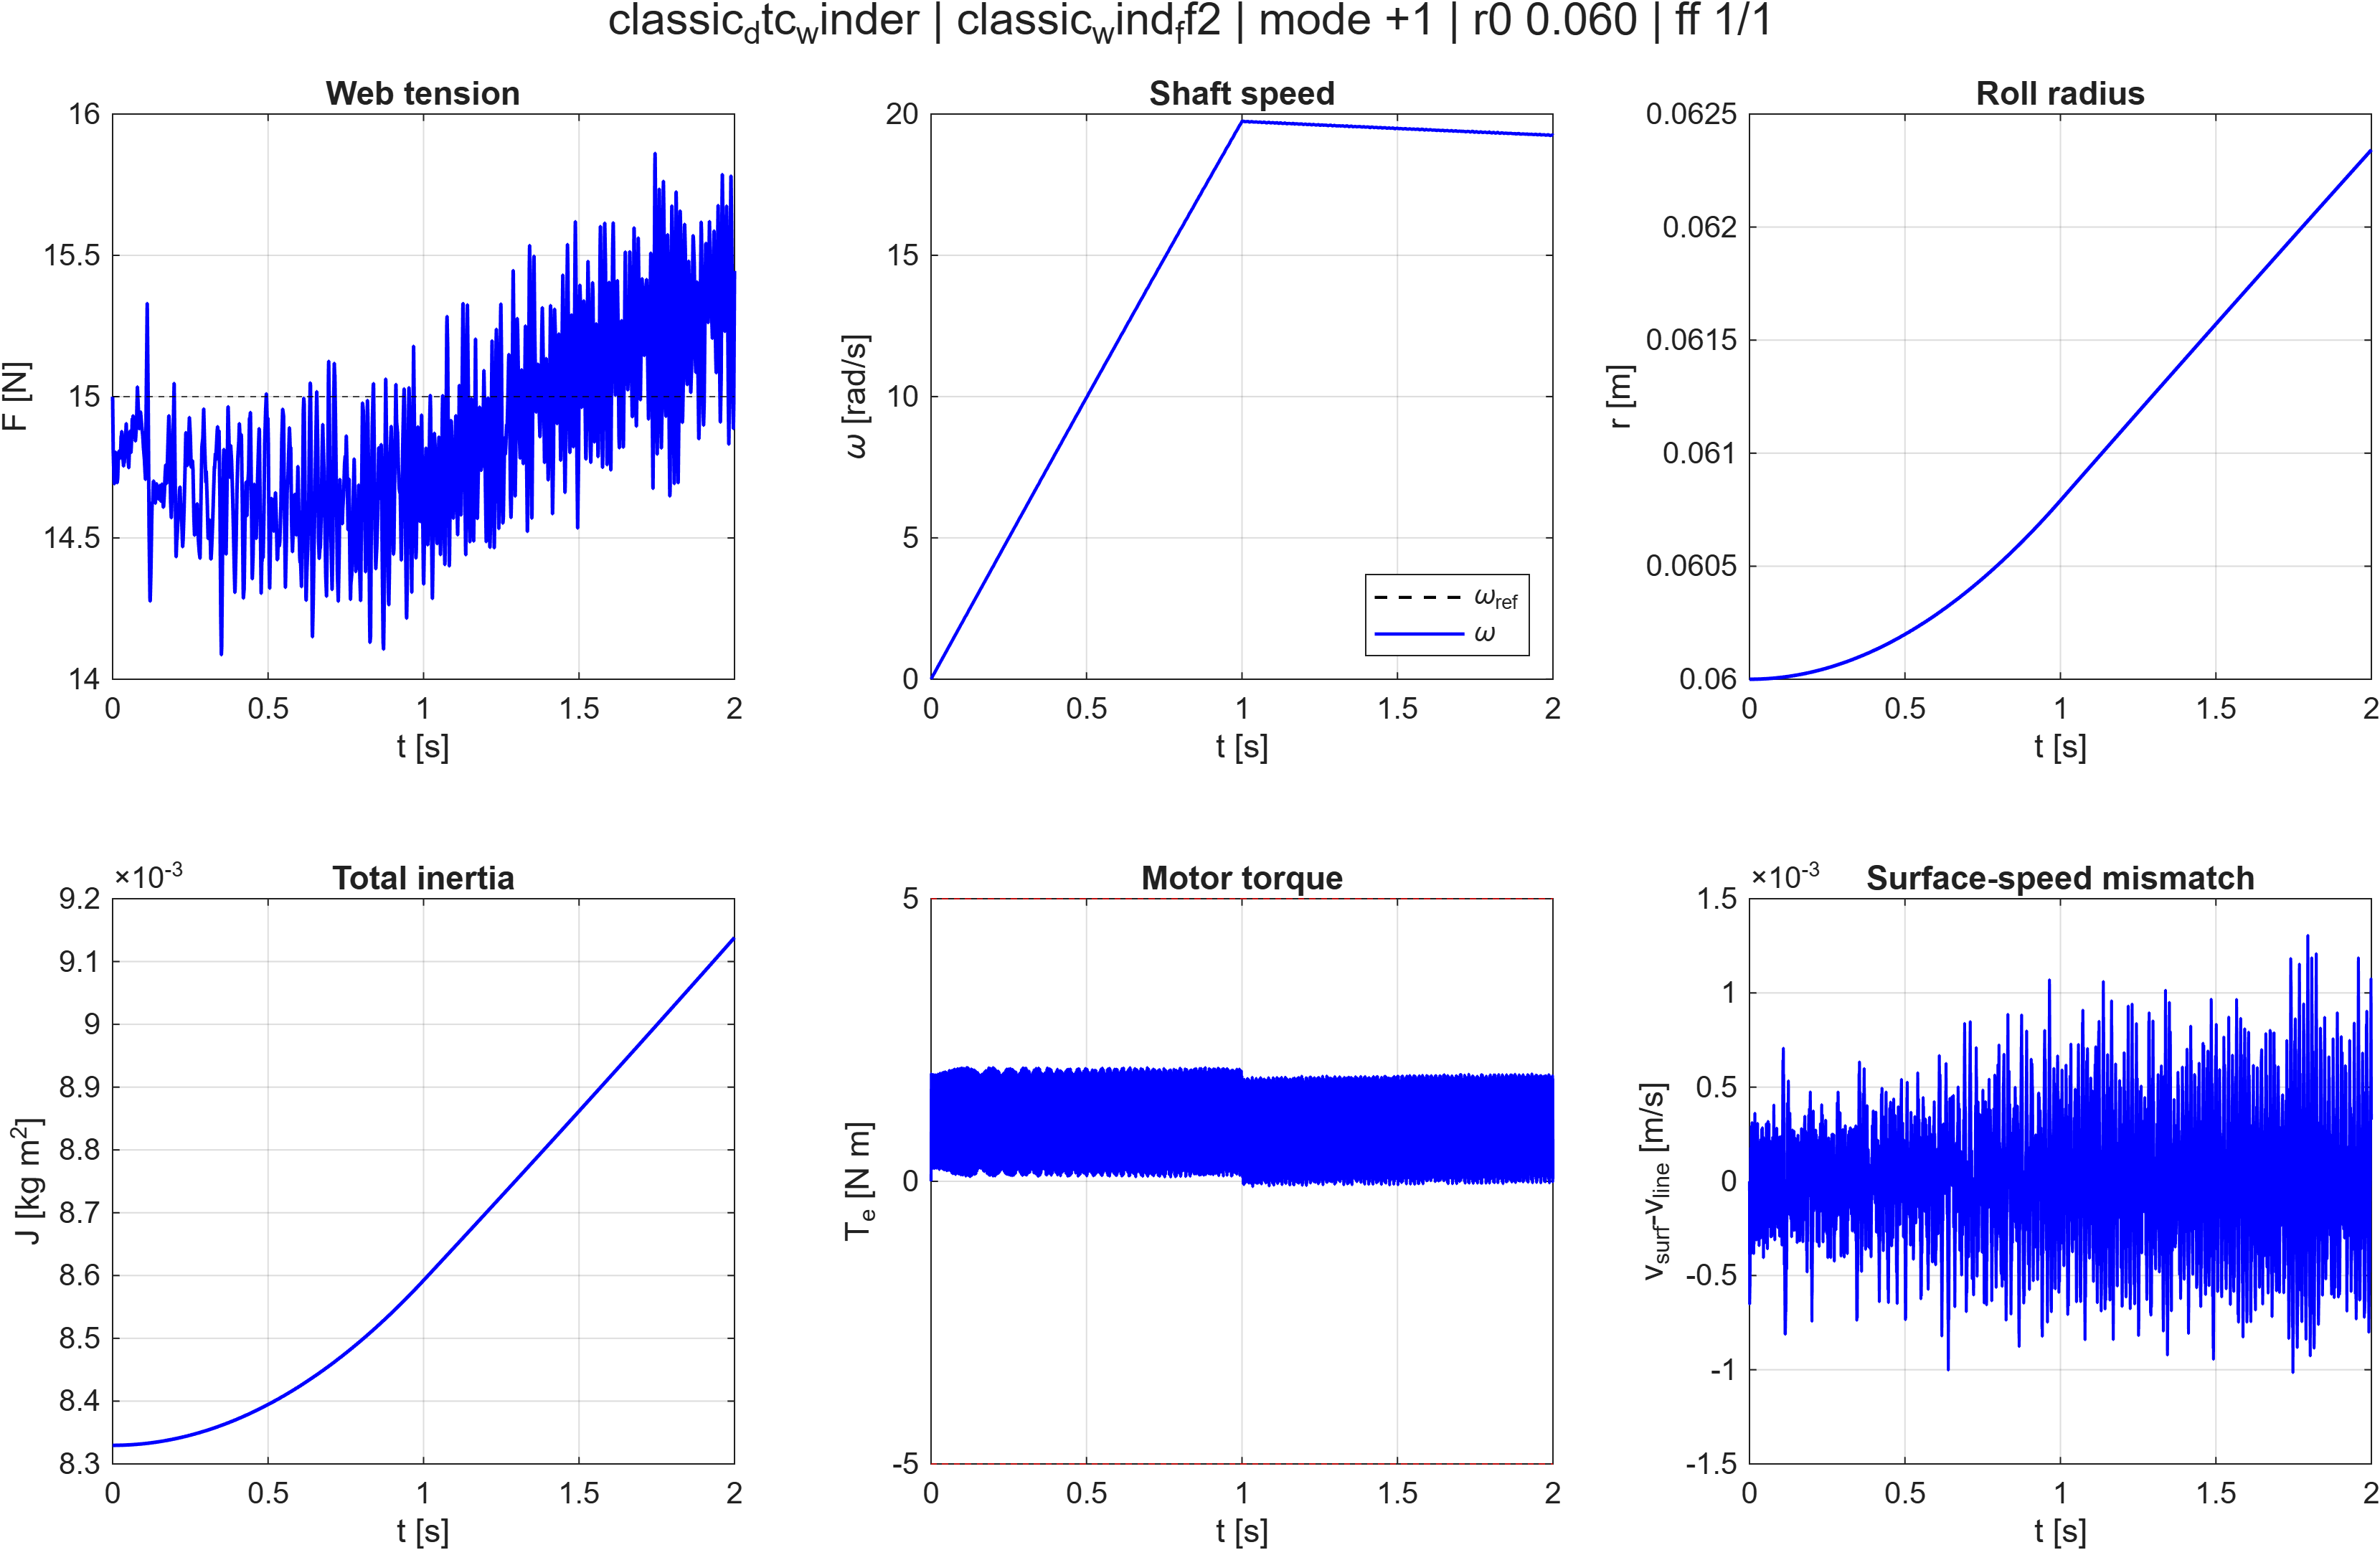 classic_dtc_winder | classic_wind_ff2 | mode +1 | r0 0.060 | ff 1/1
Web tension
16
15.5
15
14.5
14
F [N]
0 0.5 1 1.5 2
t [s]
Shaft speed
20
15
10
5
0
ω [rad/s]
ω_ref
ω
0 0.5 1 1.5 2
t [s]
Roll radius
0.0625
0.062
0.0615
0.061
0.0605
0.06
r [m]
0 0.5 1 1.5 2
t [s]
Total inertia
×10^-3
9.2
9.1
9
8.9
8.8
8.7
8.6
8.5
8.4
8.3
J [kg m²]
0 0.5 1 1.5 2
t [s]
Motor torque
5
0
-5
T_e [N m]
0 0.5 1 1.5 2
t [s]
Surface-speed mismatch
×10^-3
1.5
1
0.5
0
-0.5
-1
-1.5
v_surf-v_line [m/s]
0 0.5 1 1.5 2
t [s]